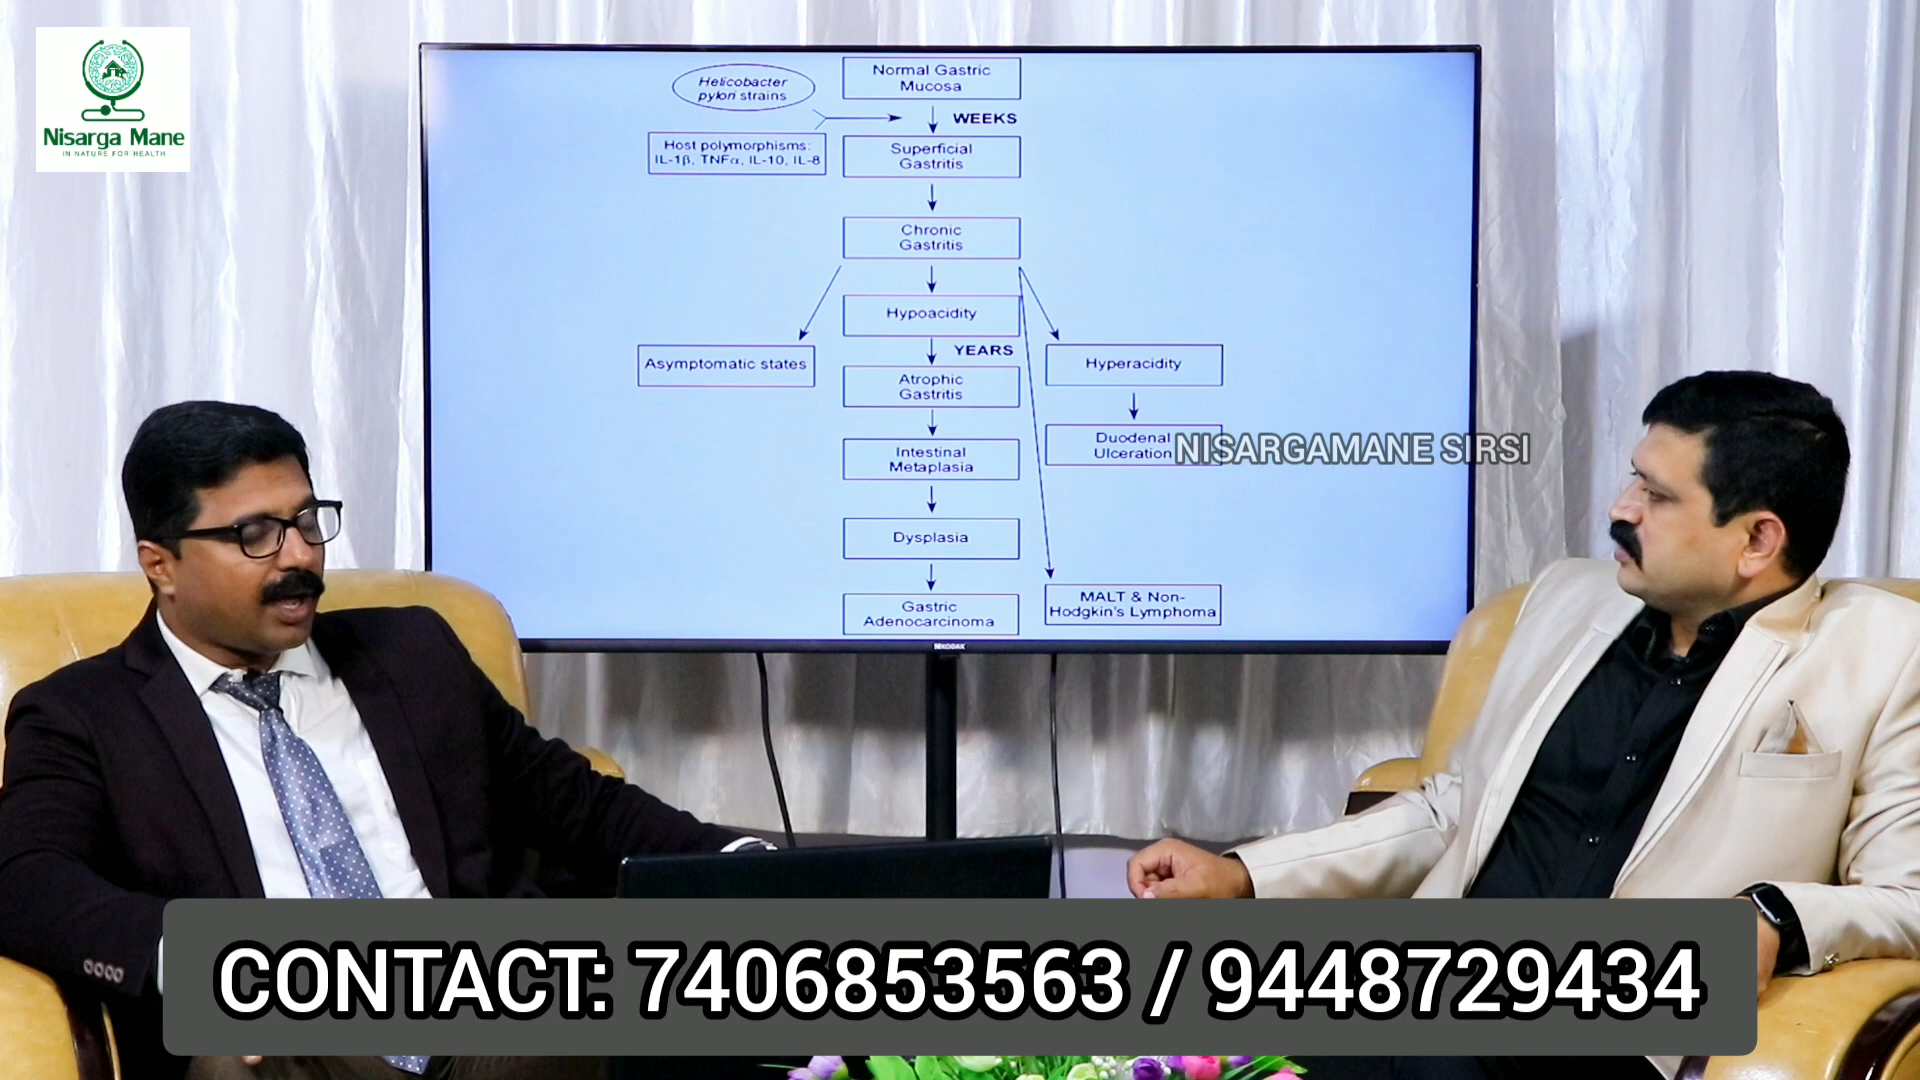 Nisarga Mane
IN NATURE FOR HEALTH
Helicobacter
pylori strains
Normal Gastric
Mucosa
WEEKS
Host polymorphisms:
IL-1β, TNFα, IL-10, IL-8
Superficial
Gastritis
Chronic
Gastritis
Hypoacidity
YEARS
Asymptomatic states
Hyperacidity
Atrophic
Gastritis
Duodenal
Ulceration
NISARGAMANE SIRSI
Intestinal
Metaplasia
Dysplasia
Gastric
Adenocarcinoma
MALT & Non-
Hodgkin's Lymphoma
KODAK
CONTACT: 7406853563 / 9448729434